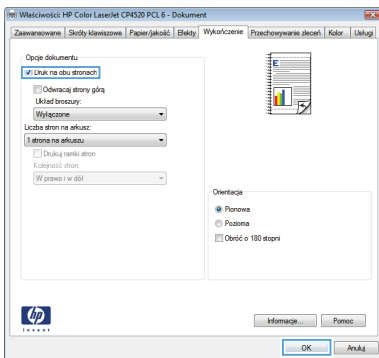 Właściwości: HP Color LaserJet CP4520 PCL 6 - Dokument
Zaawansowane Skróty klawiszowe Papier/jakość Efekty Wykończenie Przechowywanie zleceń Kolor Usługi
Opcje dokumentu
Druk na obu stronach
Odwracaj strony górą
Układ broszury:
Wyłączone
Liczba stron na arkusz:
1 strona na arkuszu
Drukuj ramki stron
Kolejność stron:
W prawo i w dół
E
Orientacja
Pionowa
Pozioma
Obróć o 180 stopni
hp
invent
Informacje... Pomoc
OK Anuluj